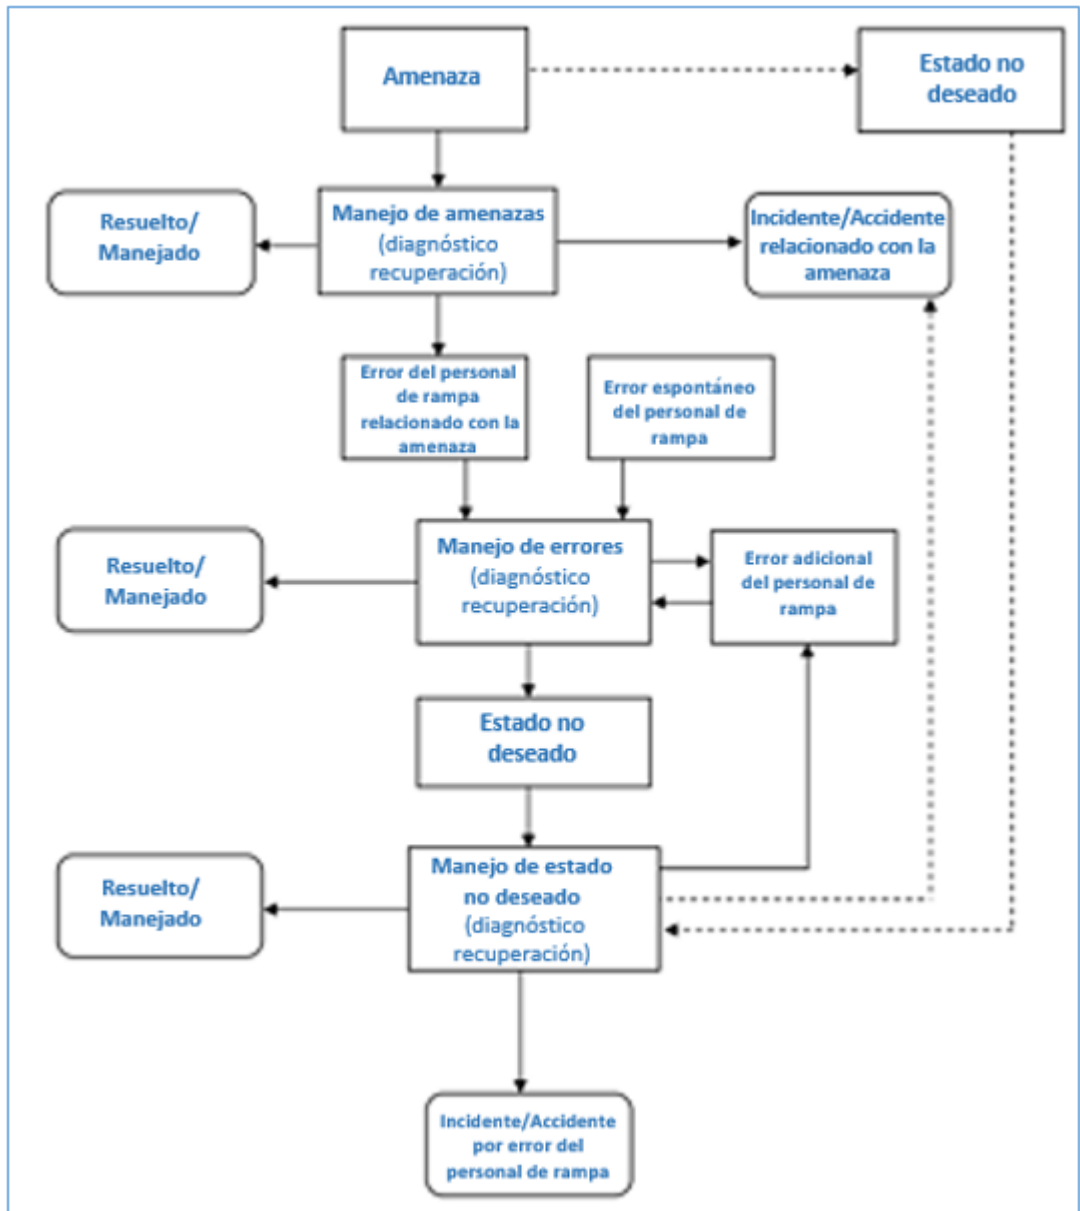 Amenaza
Estado no
deseado
Resuelto/
Manejado
Manejo de amenazas
(diagnóstico
recuperación)
Incidente/Accidente
relacionado con la
amenaza
Error del personal
de rampa
relacionado con la
amenaza
Error espontáneo
del personal de
rampa
Resuelto/
Manejado
Manejo de errores
(diagnóstico
recuperación)
Error adicional
del personal de
rampa
Estado no
deseado
Resuelto/
Manejado
Manejo de estado
no deseado
(diagnóstico
recuperación)
Incidente/Accidente
por error del
personal de rampa